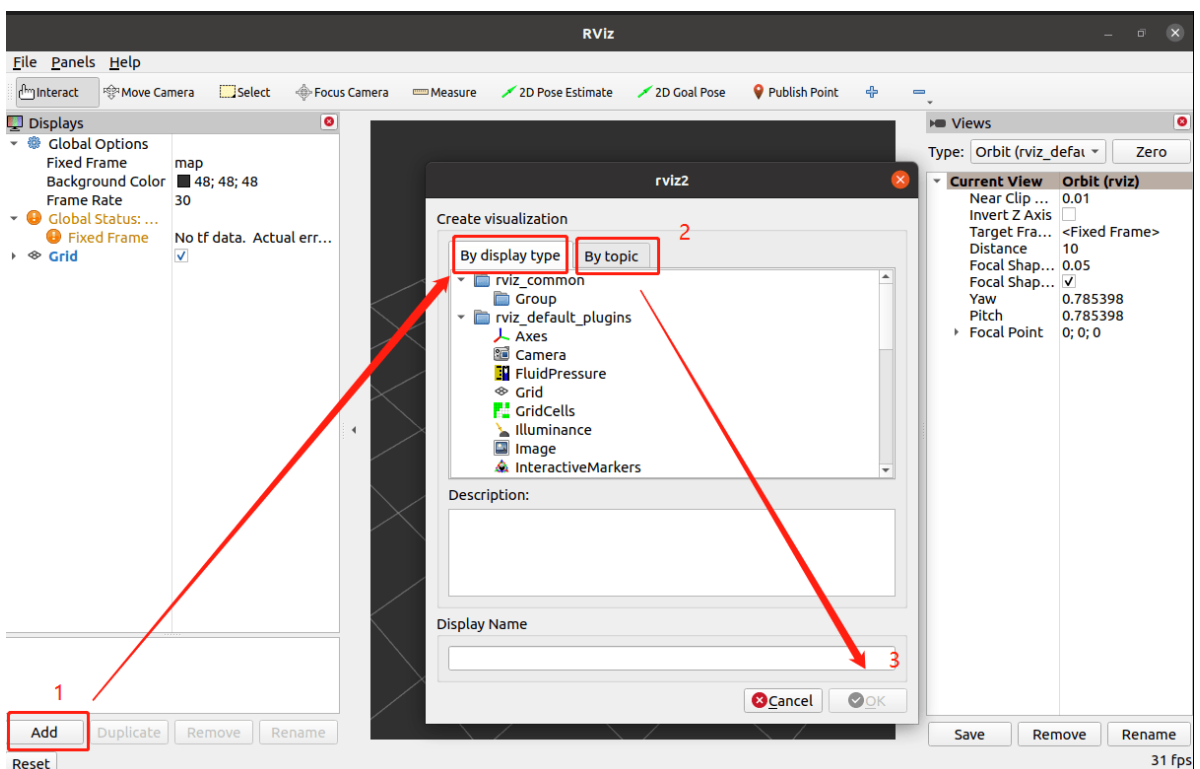 RViz
File Panels Help
Interact Move Camera Select Focus Camera Measure 2D Pose Estimate 2D Goal Pose Publish Point
Displays
Global Options
Fixed Frame map
Background Color 48; 48; 48
Frame Rate 30
Global Status: ...
Fixed Frame No tf data. Actual err...
Grid
1
Add Duplicate Remove Rename
Reset
rviz2
Create visualization
2
By display type By topic
rviz_common
Group
rviz_default_plugins
Axes
Camera
FluidPressure
Grid
GridCells
Illuminance
Image
InteractiveMarkers
Description:
Display Name
3
Cancel OK
Views
Type: Orbit (rviz_defau Zero
Current View Orbit (rviz)
Near Clip ... 0.01
Invert Z Axis
Target Fra... <Fixed Frame>
Distance 10
Focal Shap... 0.05
Focal Shap...
Yaw 0.785398
Pitch 0.785398
Focal Point 0; 0; 0
Save Remove Rename
31 fps